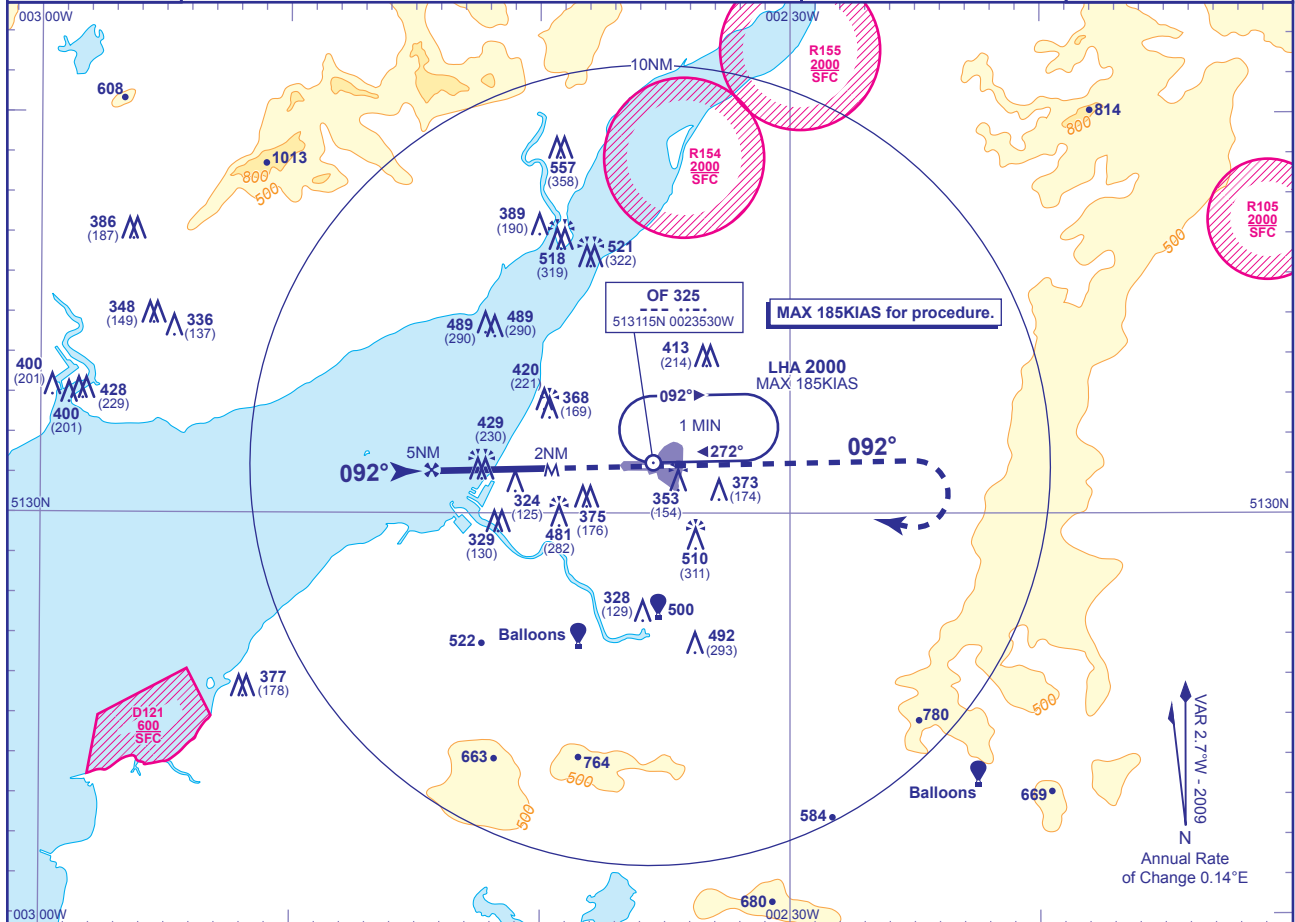 003 00W
002 30W
10NM
R155
2000
SFC
608
814
800
557
(358)
R154
2000
SFC
1013
800
500
R105
2000
SFC
386
(187)
389
(190)
518
(319)
521
(322)
500
OF 325
513115N 0023530W
MAX 185KIAS for procedure.
348
(149)
336
(137)
489
(290)
489
(290)
413
(214)
LHA 2000
MAX 185KIAS
400
(201)
428
(229)
400
(201)
420
(221)
368
(169)
092°
1 MIN
272°
429
(230)
5NM
2NM
092°
092°
324
(125)
375
(176)
353
(154)
373
(174)
5130N
5130N
329
(130)
481
(282)
510
(311)
328
(129)
500
522
Balloons
492
(293)
377
(178)
D121
600
SFC
500
780
663
764
500
500
Balloons
669
584
VAR 2.7°W - 2009
N
Annual Rate
of Change 0.14°E
680
003 00W
002 30W